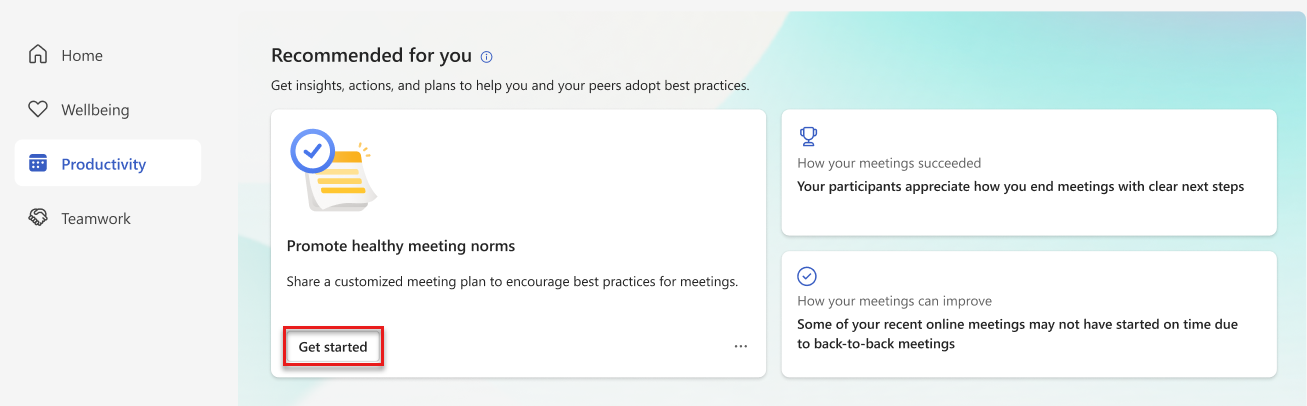 Home
Wellbeing
Productivity
Teamwork
Recommended for you
Get insights, actions, and plans to help you and your peers adopt best practices.
Promote healthy meeting norms
Share a customized meeting plan to encourage best practices for meetings.
Get started
How your meetings succeeded
Your participants appreciate how you end meetings with clear next steps
How your meetings can improve
Some of your recent online meetings may not have started on time due
to back-to-back meetings